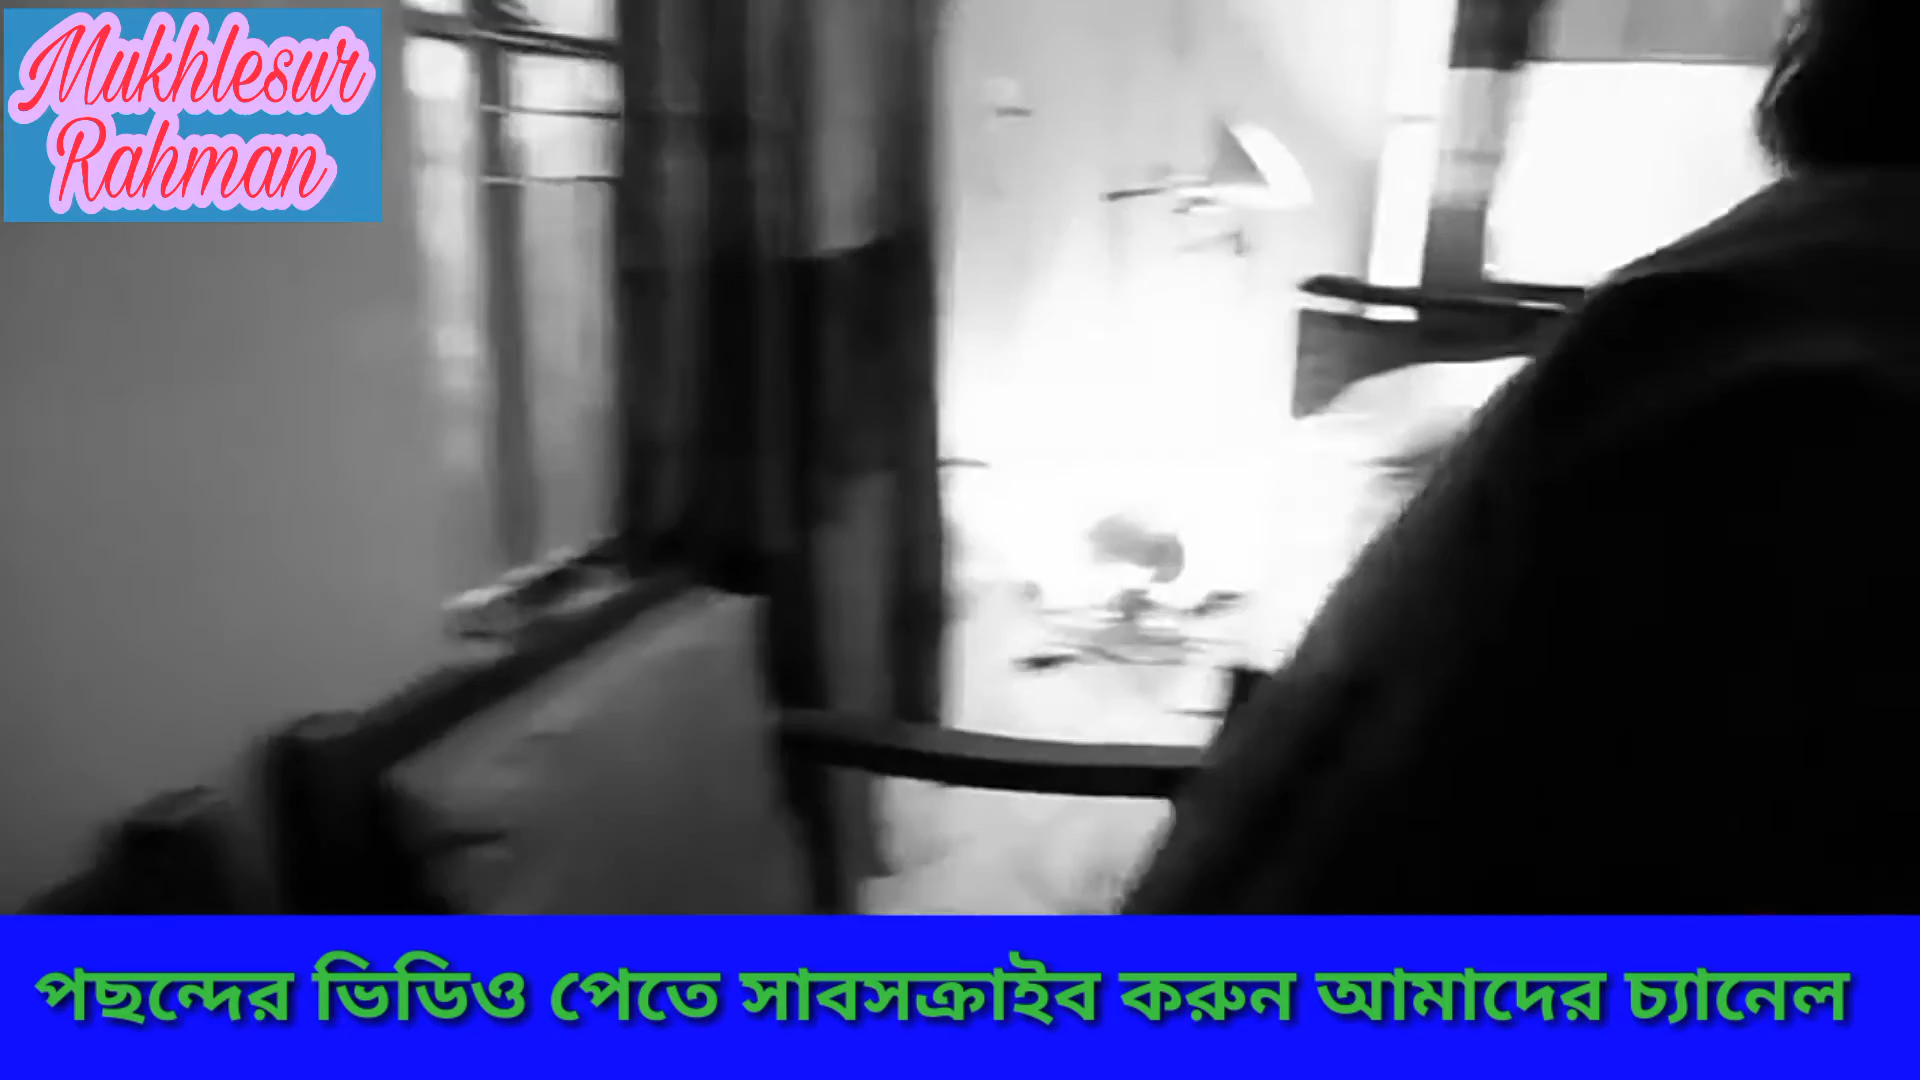 Mukhlesur
Rahman
পছন্দের ভিডিও পেতে সাবসক্রাইব করুন আমাদের চ্যানেল